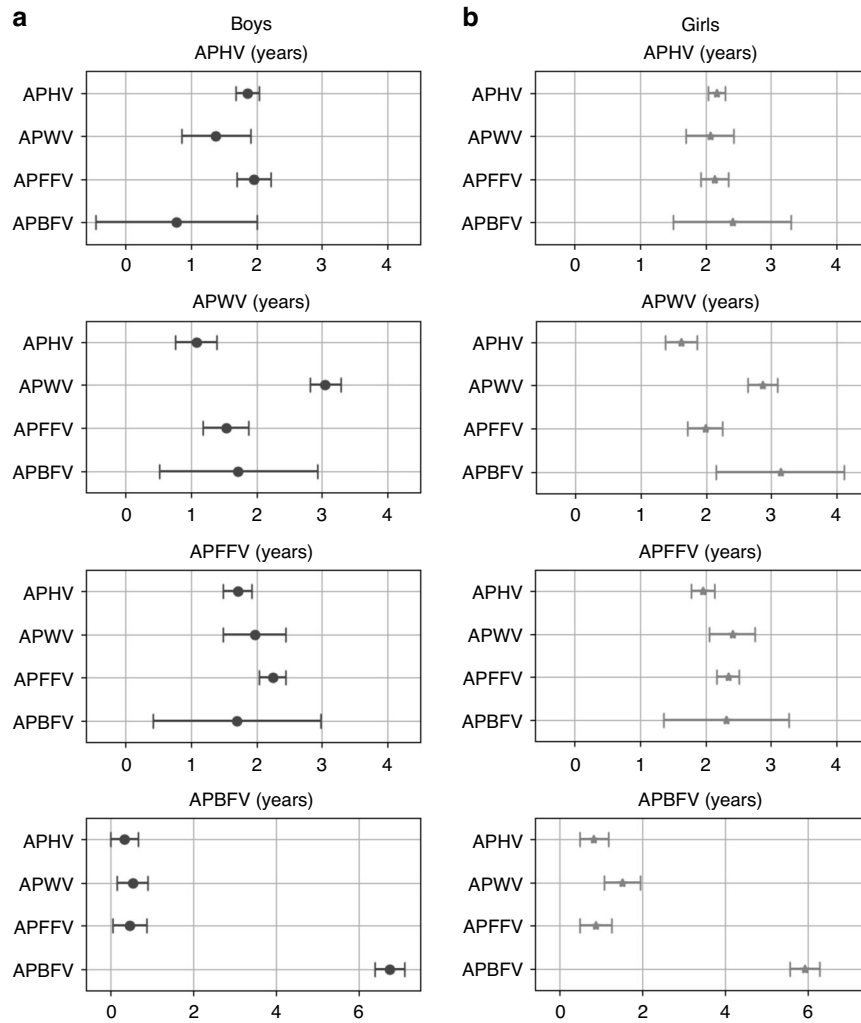 a
Boys
APHV (years)
APHV
APWV
APFFV
APBFV
0 1 2 3 4
APWV (years)
APHV
APWV
APFFV
APBFV
0 1 2 3 4
APFFV (years)
APHV
APWV
APFFV
APBFV
0 1 2 3 4
APBFV (years)
APHV
APWV
APFFV
APBFV
0 2 4 6
b
Girls
APHV (years)
APHV
APWV
APFFV
APBFV
0 1 2 3 4
APWV (years)
APHV
APWV
APFFV
APBFV
0 1 2 3 4
APFFV (years)
APHV
APWV
APFFV
APBFV
0 1 2 3 4
APBFV (years)
APHV
APWV
APFFV
APBFV
0 2 4 6